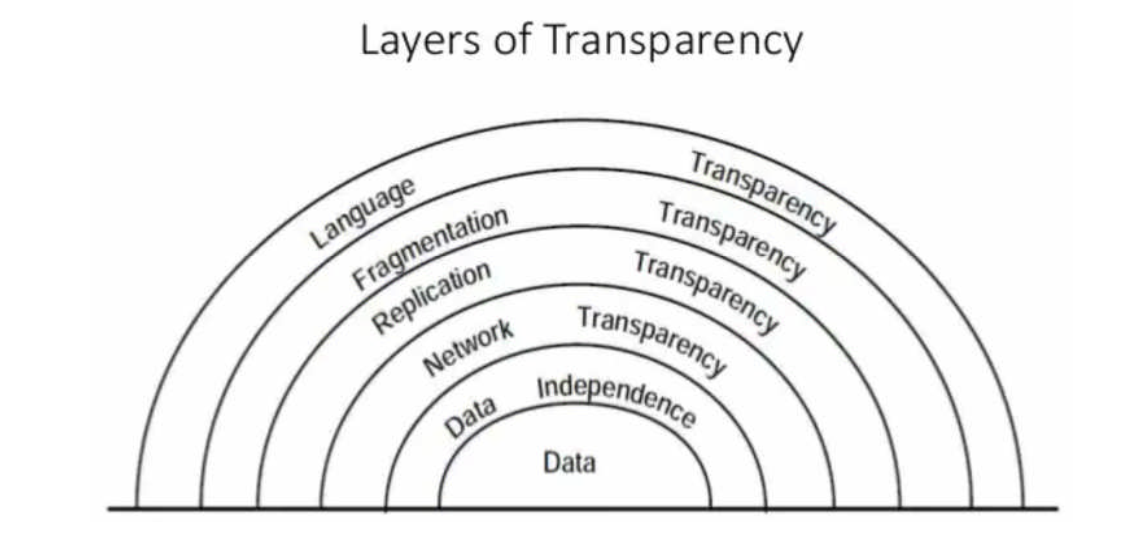 Layers of Transparency
Language Transparency
Fragmentation Transparency
Replication Transparency
Network Transparency
Data Independence
Data